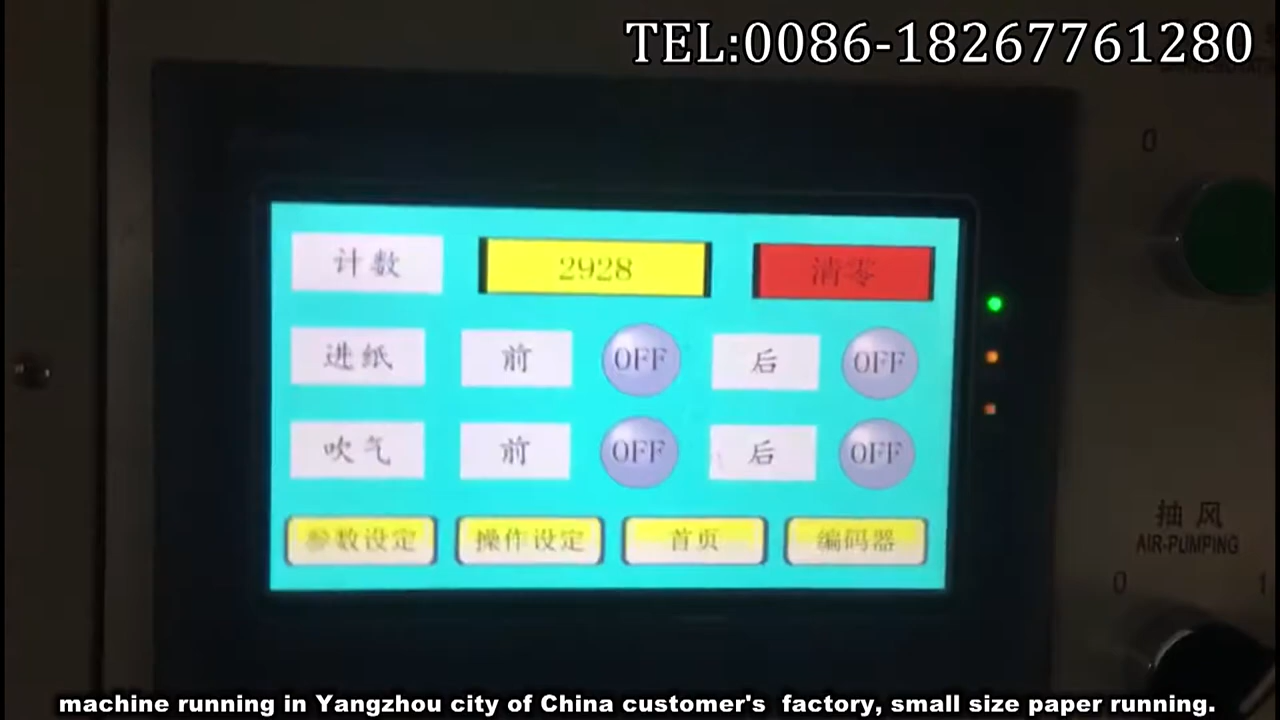 TEL:0086-18267761280
0
计数 2928 清零
进纸 前 OFF 后 OFF
吹气 前 OFF 后 OFF
参数设定 操作设定 首页 编码器
抽风
AIR-PUMPING
0 1
machine running in Yangzhou city of China customer's factory, small size paper running.